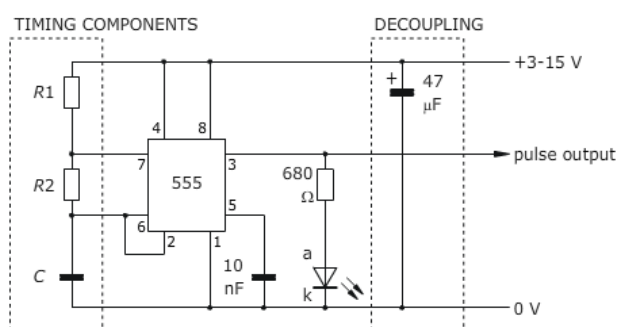 TIMING COMPONENTS
DECOUPLING
+3-15 V
R1
+ 47
μF
4 8
7 3
pulse output
680
Ω
R2
555
5
6
2 1
a
C
10
nF
k
0 V